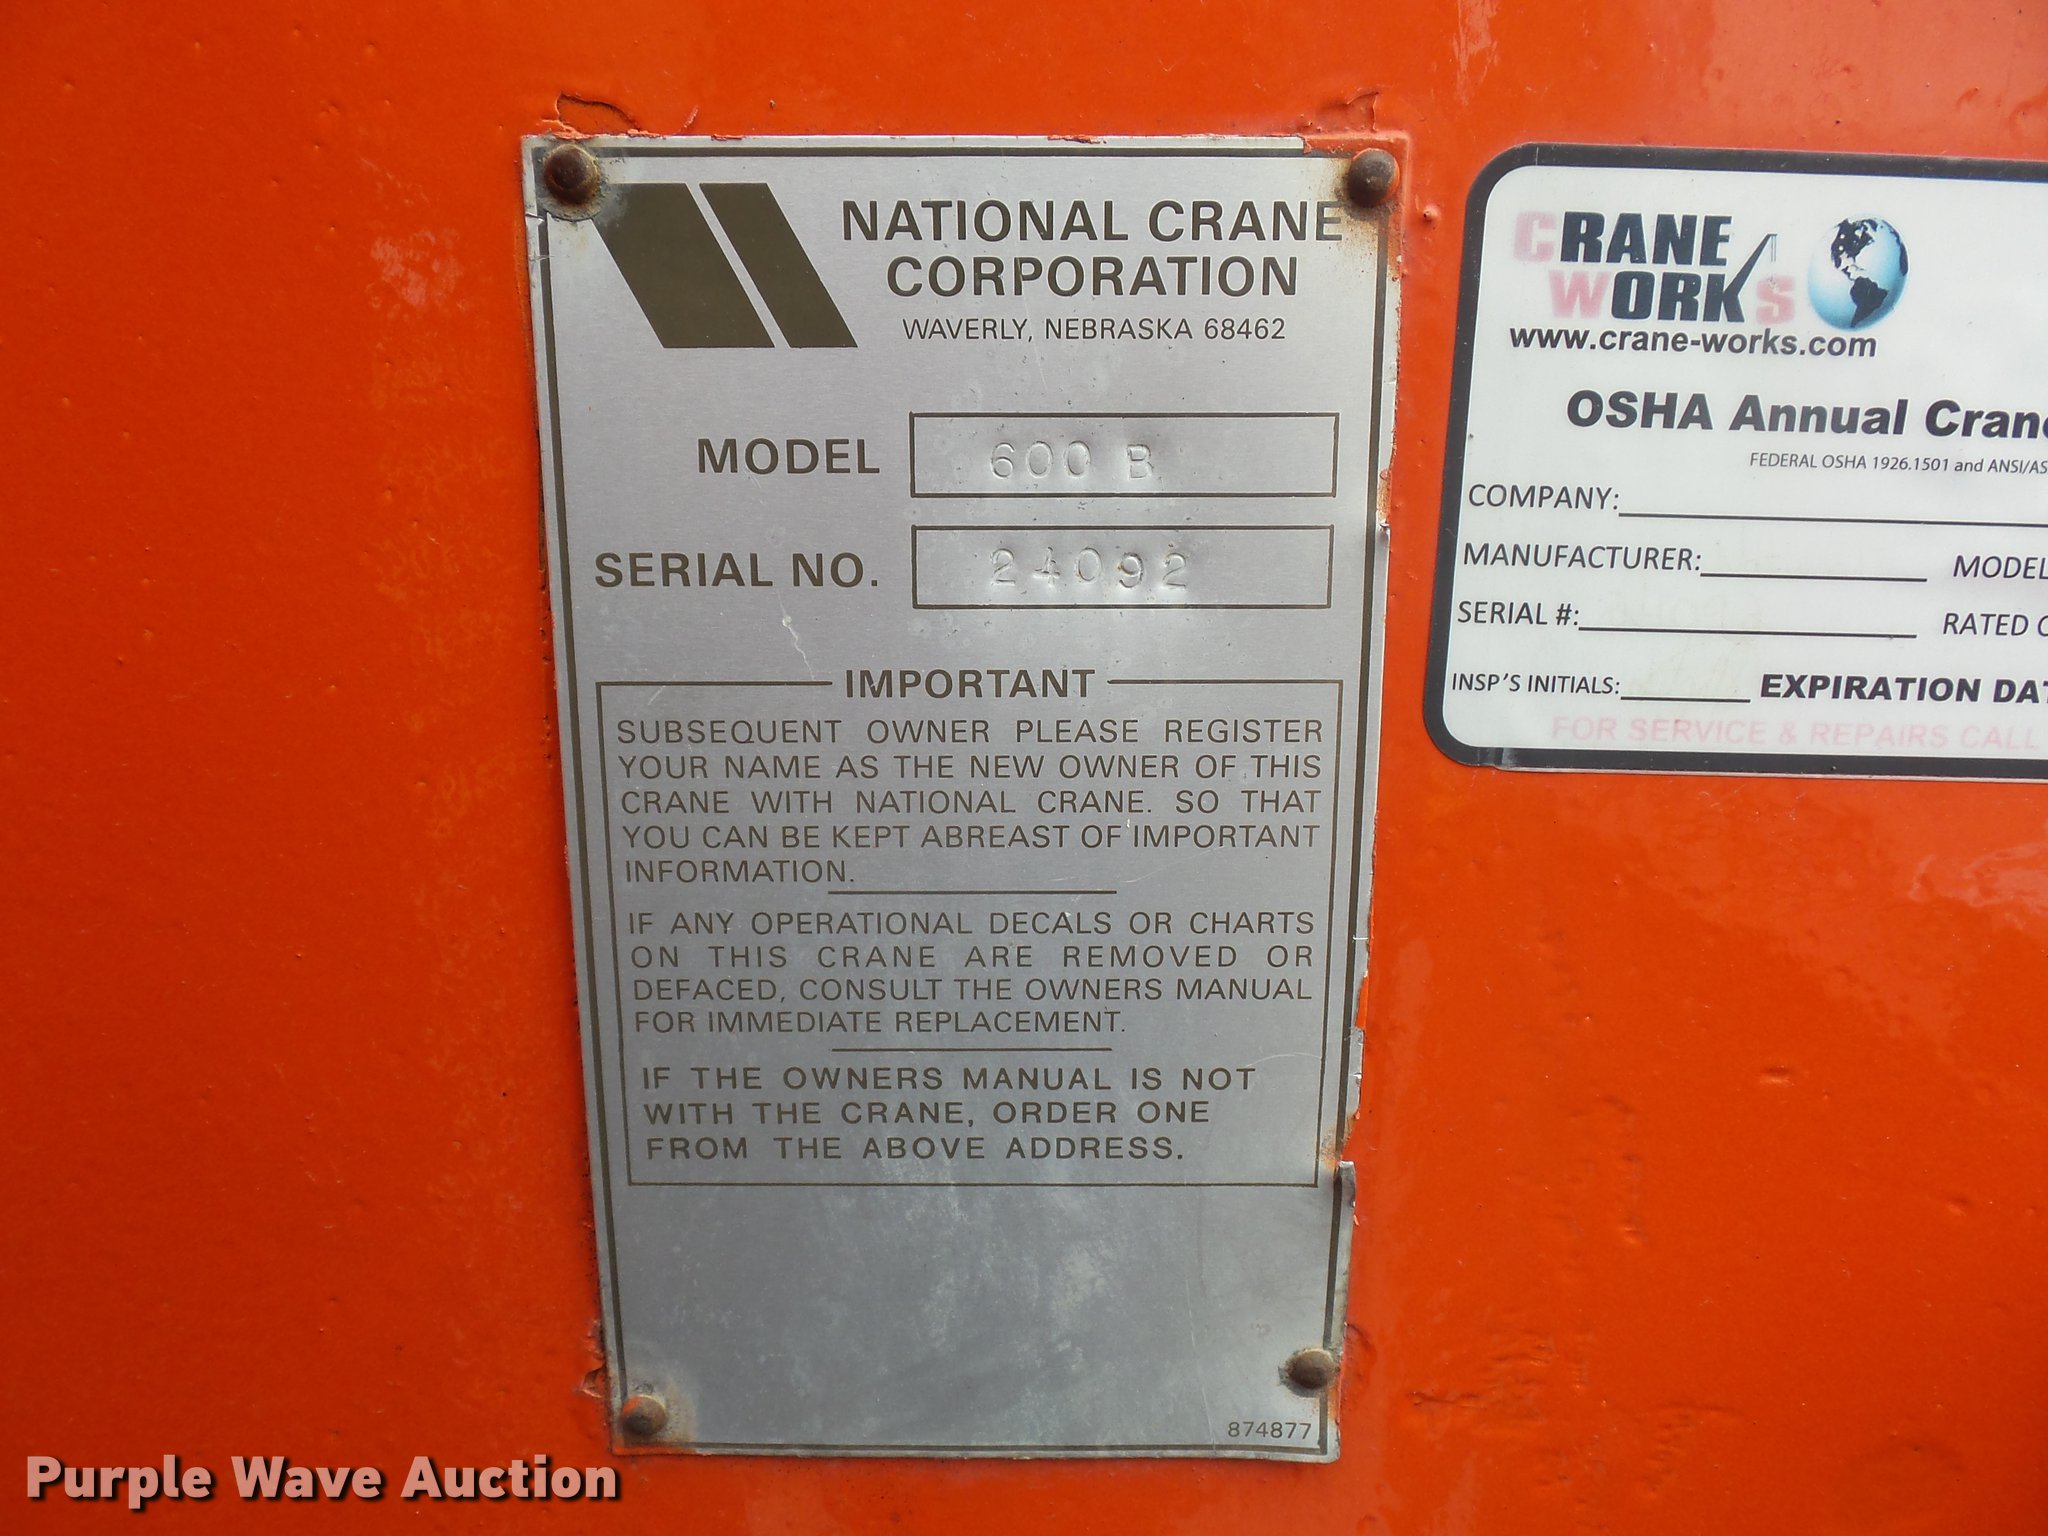 NATIONAL CRANE
CORPORATION
WAVERLY, NEBRASKA 68462
MODEL 600 B
SERIAL NO. 24092
IMPORTANT
SUBSEQUENT OWNER PLEASE REGISTER
YOUR NAME AS THE NEW OWNER OF THIS
CRANE WITH NATIONAL CRANE. SO THAT
YOU CAN BE KEPT ABREAST OF IMPORTANT
INFORMATION.
IF ANY OPERATIONAL DECALS OR CHARTS
ON THIS CRANE ARE REMOVED OR
DEFACED, CONSULT THE OWNERS MANUAL
FOR IMMEDIATE REPLACEMENT.
IF THE OWNERS MANUAL IS NOT
WITH THE CRANE, ORDER ONE
FROM THE ABOVE ADDRESS.
874877
CRANE
WORKS
www.crane-works.com
OSHA Annual Crane
FEDERAL OSHA 1926.1501 and ANSI/AS
COMPANY:
MANUFACTURER: MODEL
SERIAL #: RATED
INSP'S INITIALS: EXPIRATION DAT
FOR SERVICE & REPAIRS CALL
Purple Wave Auction